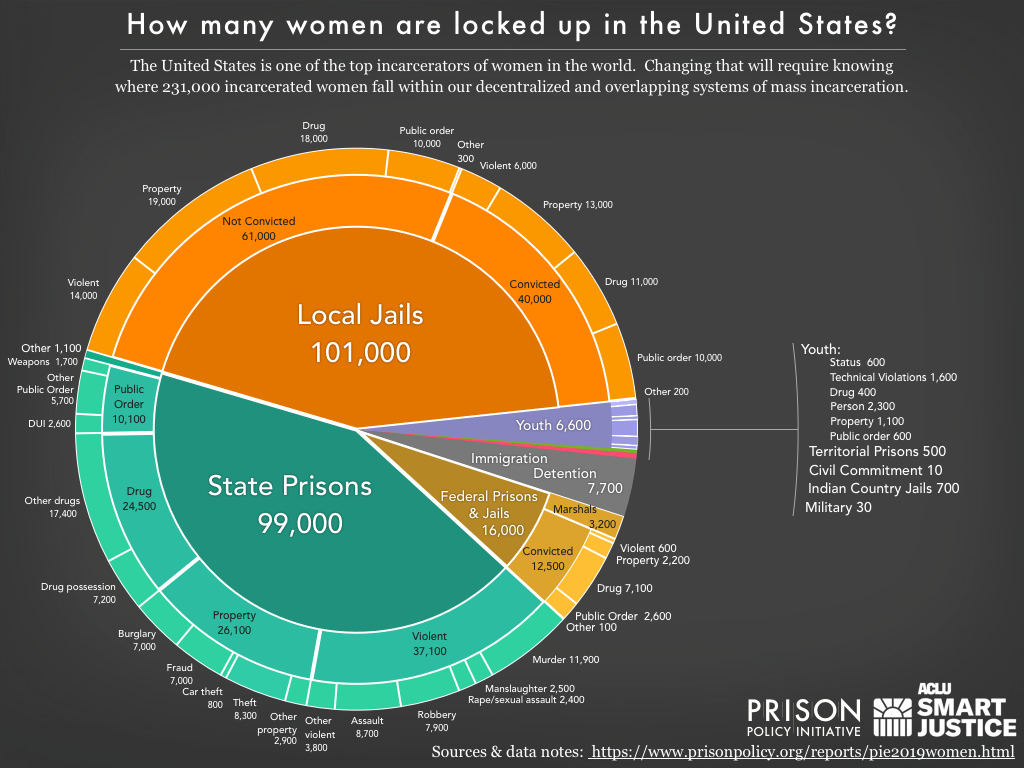 How many women are locked up in the United States?
The United States is one of the top incarcerators of women in the world. Changing that will require knowing
where 231,000 incarcerated women fall within our decentralized and overlapping systems of mass incarceration.
Drug
18,000
Public order
10,000
Other
300
Violent 6,000
Property
19,000
Property 13,000
Not Convicted
61,000
Violent
14,000
Convicted
40,000
Drug 11,000
Local Jails
101,000
Public order 10,000
Other 200
Other 1,100
Weapons 1,700
Other
Public Order
5,700
DUI 2,600
Public
Order
10,100
Youth 6,600
Youth:
Status 600
Technical Violations 1,600
Drug 400
Person 2,300
Property 1,100
Public order 600
Territorial Prisons 500
Civil Commitment 10
Indian Country Jails 700
Military 30
Immigration
Detention
7,700
State Prisons
99,000
Federal Prisons
& Jails
16,000
Marshals
3,200
Convicted
12,500
Violent 600
Property 2,200
Drug 7,100
Public Order 2,600
Other 100
Drug
24,500
Other drugs
17,400
Drug possession
7,200
Property
26,100
Violent
37,100
Burglary
7,000
Fraud
7,000
Car theft
800
Theft
8,300
Other
property
2,900
Other
violent
3,800
Assault
8,700
Robbery
7,900
Rape/sexual assault 2,400
Manslaughter 2,500
Murder 11,900
PRISON
POLICY INITIATIVE
ACLU
SMART
JUSTICE
Sources & data notes: https://www.prisonpolicy.org/reports/pie2019women.html